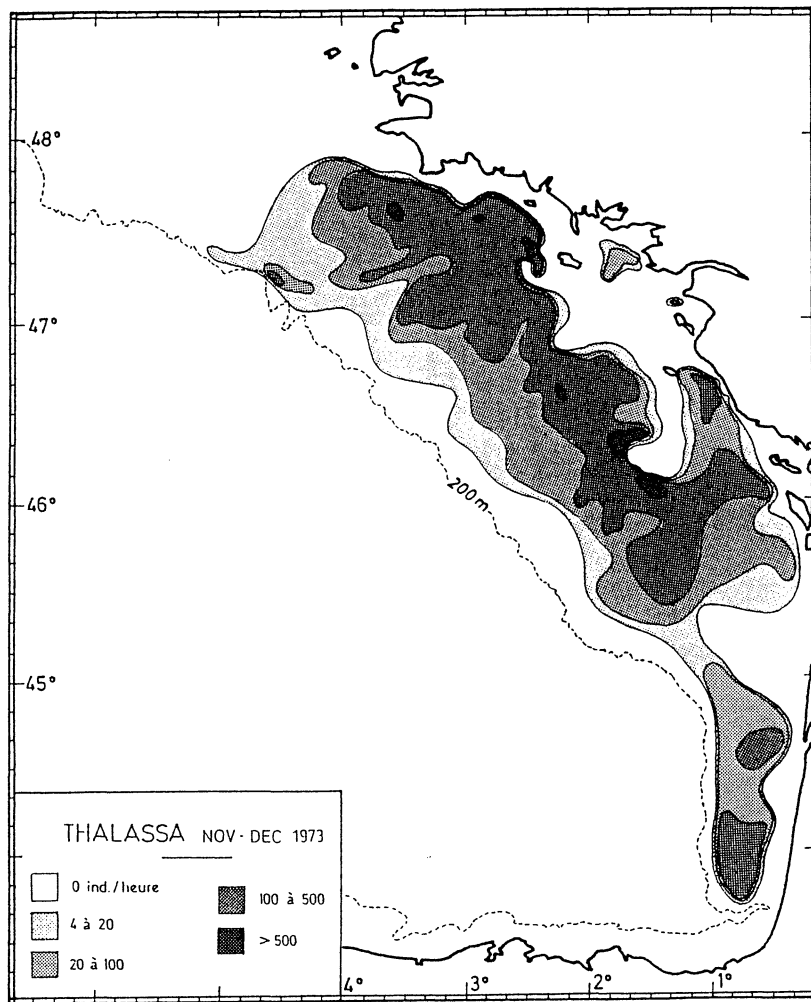 48°
47°
46°
200m
45°
THALASSA NOV-DEC 1973
0 ind./heure
4 à 20
20 à 100
100 à 500
> 500
4° 3° 2° 1°